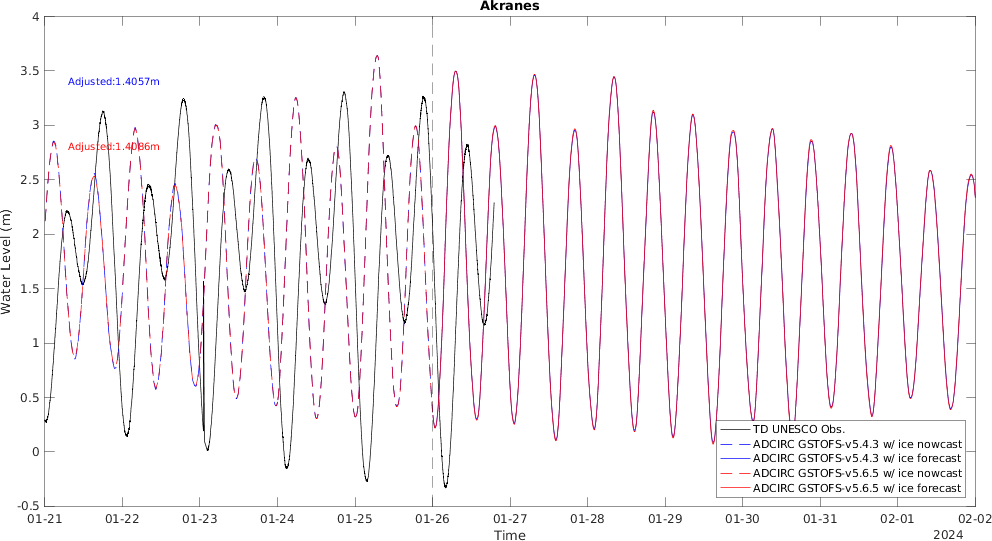 Akranes
4
3.5
3
2.5
2
1.5
1
0.5
0
-0.5
Water Level (m)
Adjusted:1.4057m
Adjusted:1.4086m
TD UNESCO Obs.
ADCIRC GSTOFS-v5.4.3 w/ ice nowcast
ADCIRC GSTOFS-v5.4.3 w/ ice forecast
ADCIRC GSTOFS-v5.6.5 w/ ice nowcast
ADCIRC GSTOFS-v5.6.5 w/ ice forecast
01-21 01-22 01-23 01-24 01-25 01-26 01-27 01-28 01-29 01-30 01-31 02-01 02-02
Time
2024